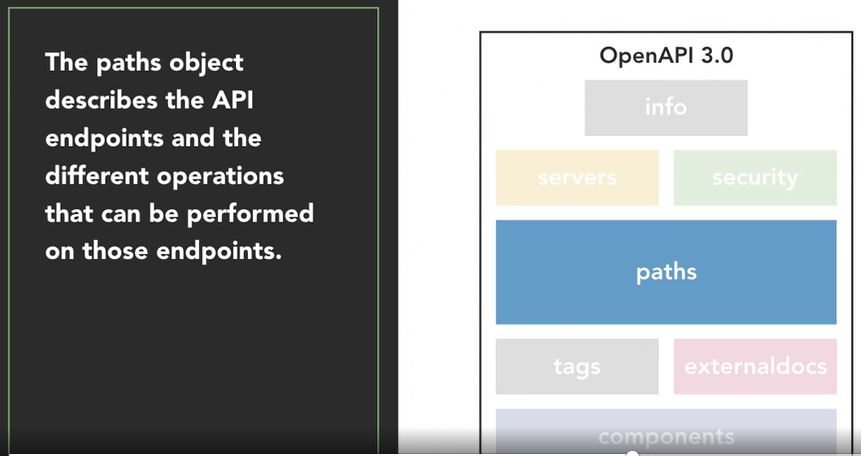 The paths object
describes the API
endpoints and the
different operations
that can be performed
on those endpoints.
OpenAPI 3.0
info
servers
security
paths
tags
externaldocs
components